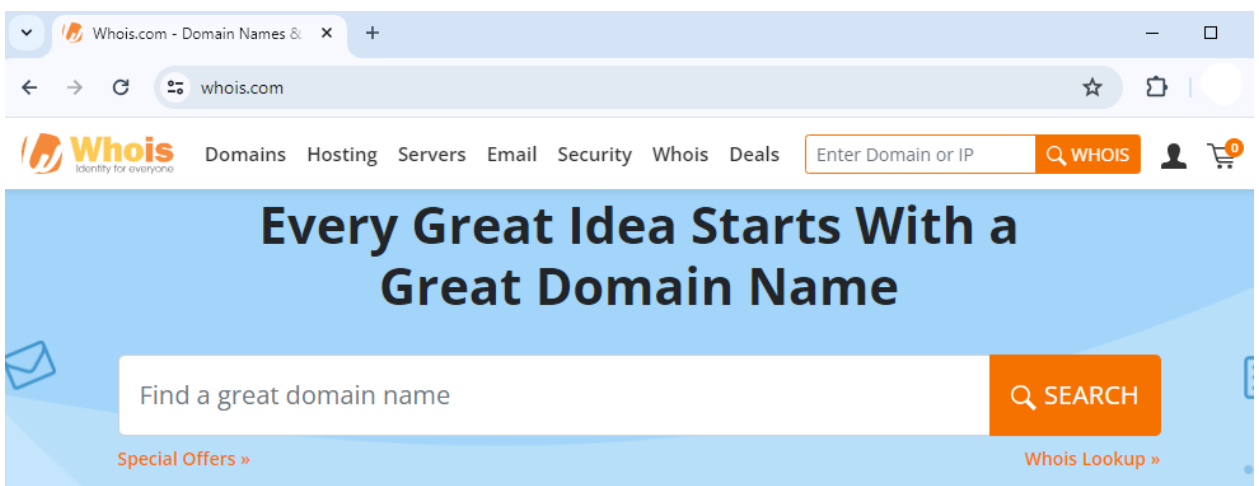 Whois.com - Domain Names &
whois.com
Whois
Identity for everyone
Domains Hosting Servers Email Security Whois Deals Enter Domain or IP WHOIS 0
Every Great Idea Starts With a
Great Domain Name
Find a great domain name SEARCH
Special Offers » Whois Lookup »